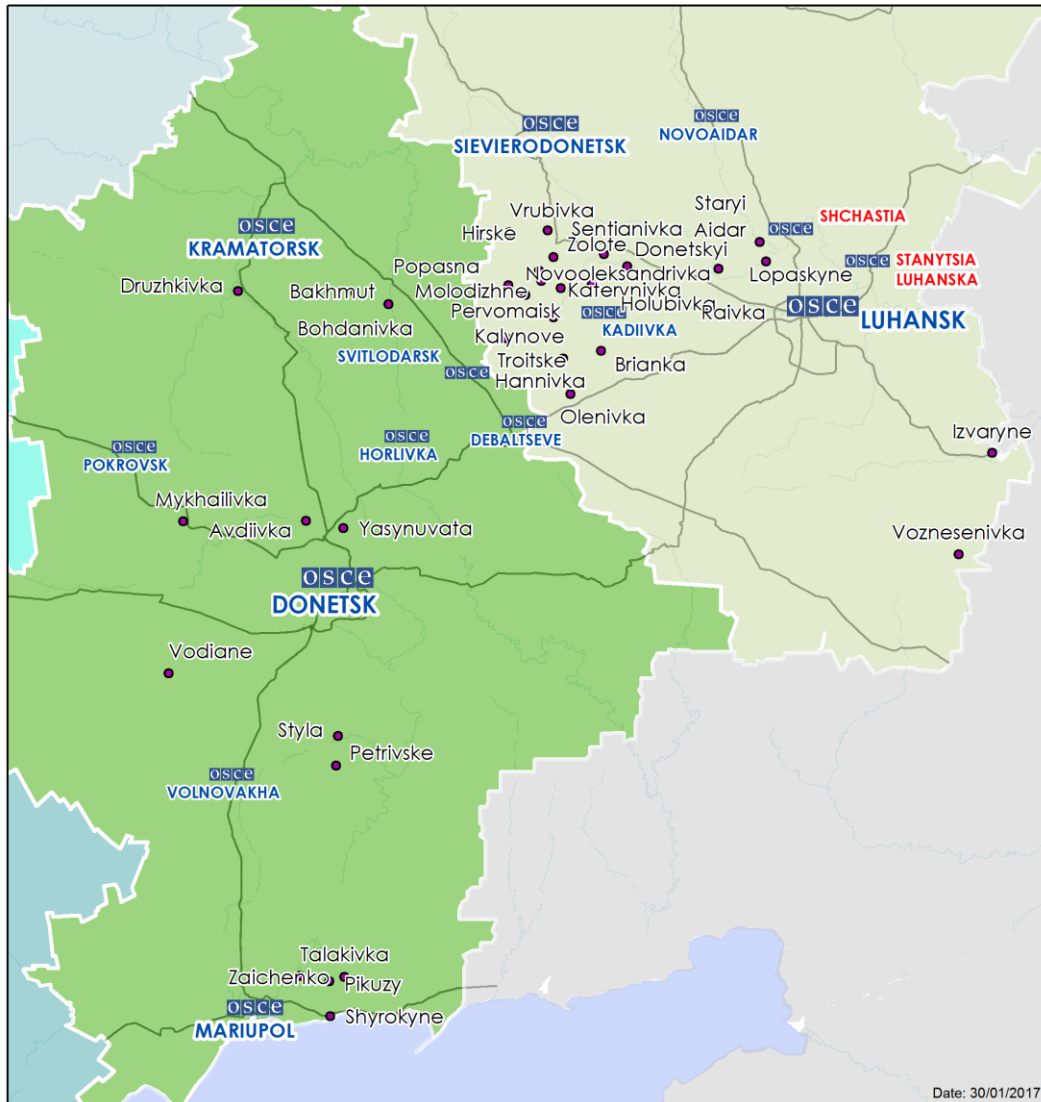 osce
SIEVIERODONETSK
osce
NOVOAIDAR
Vrubivka
Staryi
Aidar
osce
SHCHASTIA
Hirske
Sentianivka
Zolote
Donetskyi
osce
KRAMATORSK
osce
STANYTSIA
LUHANSKA
Popasna
Novooleksandrivka
Lopaskyne
Druzhkivka
Bakhmut
Molodizhne
Katervnivka
Holubivka
Raivka
osce
LUHANSK
Bohdanivka
Pervomaisk
osce
KADIIVKA
SVITLODARSK
osce
Kalynove
Troitske
Brianka
Hannivka
Olenivka
osce
POKROVSK
osce
HORLIVKA
osce
DEBALTSEVE
Izvaryne
Mykhailivka
Avdiivka
Yasynuvata
Voznesenivka
osce
DONETSK
Vodiane
Styla
Petrivske
osce
VOLNOVAKHA
Talakivka
Zaichenko
Pikuzy
osce
MARIUPOL
Shyrokyne
Date: 30/01/2017